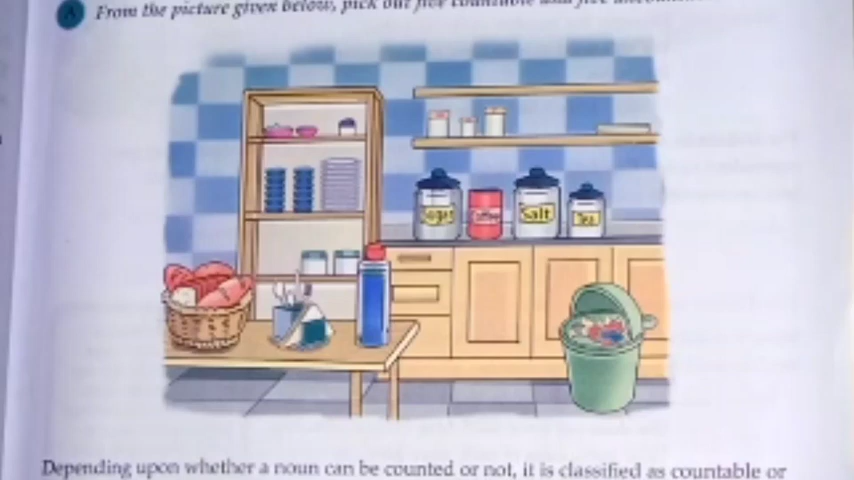 A From the picture given below, pick out five countable and five
Sugar
Coffee
Salt
Tea
Depending upon whether a noun can be counted or not, it is classified as countable or